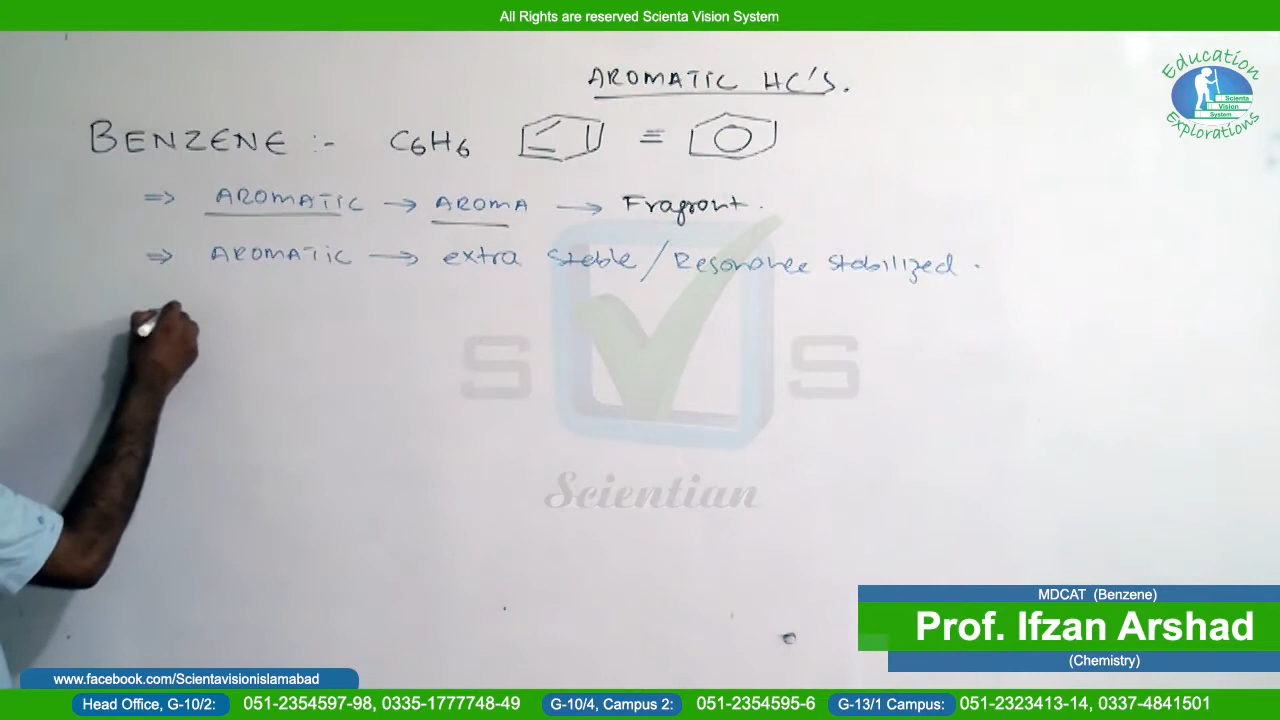 All Rights are reserved Scienta Vision System
Education
Scienta
Vision
System
Explorations
AROMATIC HC'S.
BENZENE :- C6H6 ≡
⇒ AROMATIC → AROMA → Fragrant.
⇒ AROMATIC → extra stable / Resonance stabilized.
S S
Scientian
MDCAT (Benzene)
Prof. Ifzan Arshad
(Chemistry)
www.facebook.com/Scientavisionislamabad
Head Office, G-10/2: 051-2354597-98, 0335-1777748-49 G-10/4, Campus 2: 051-2354595-6 G-13/1 Campus: 051-2323413-14, 0337-4841501